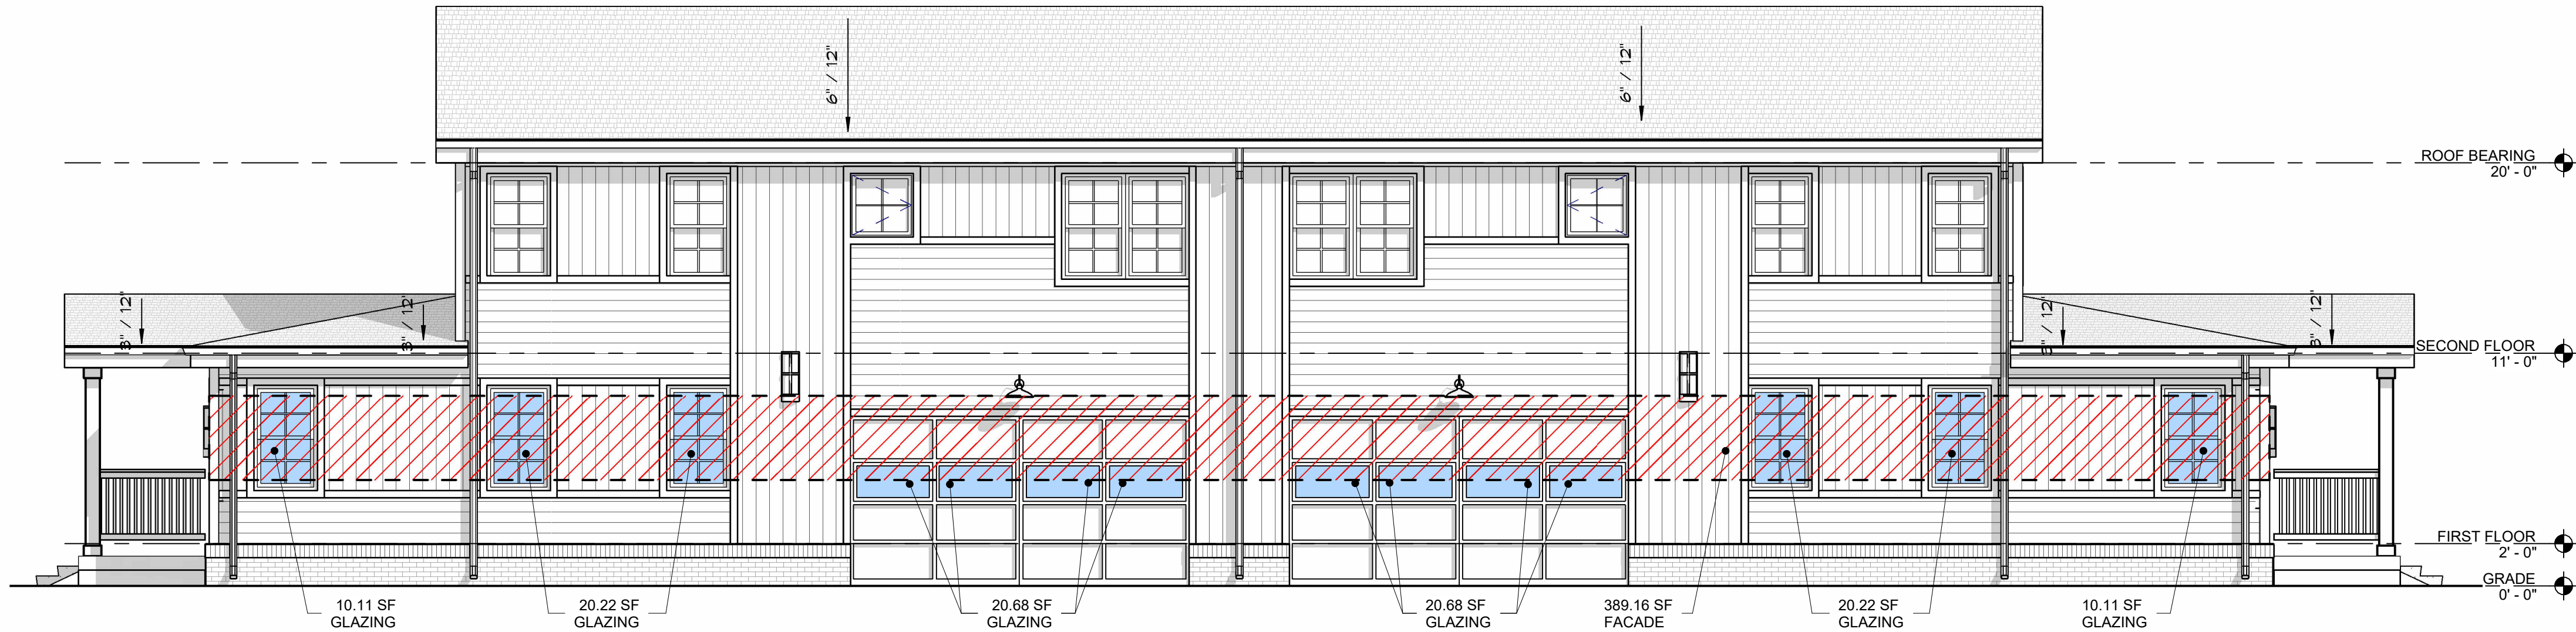 6" / 12"
6" / 12"
ROOF BEARING
20' - 0"
3" / 12"
3" / 12"
3" / 12"
3" / 12"
SECOND FLOOR
11' - 0"
FIRST FLOOR
2' - 0"
GRADE
0' - 0"
10.11 SF
GLAZING
20.22 SF
GLAZING
20.68 SF
GLAZING
20.68 SF
GLAZING
389.16 SF
FACADE
20.22 SF
GLAZING
10.11 SF
GLAZING